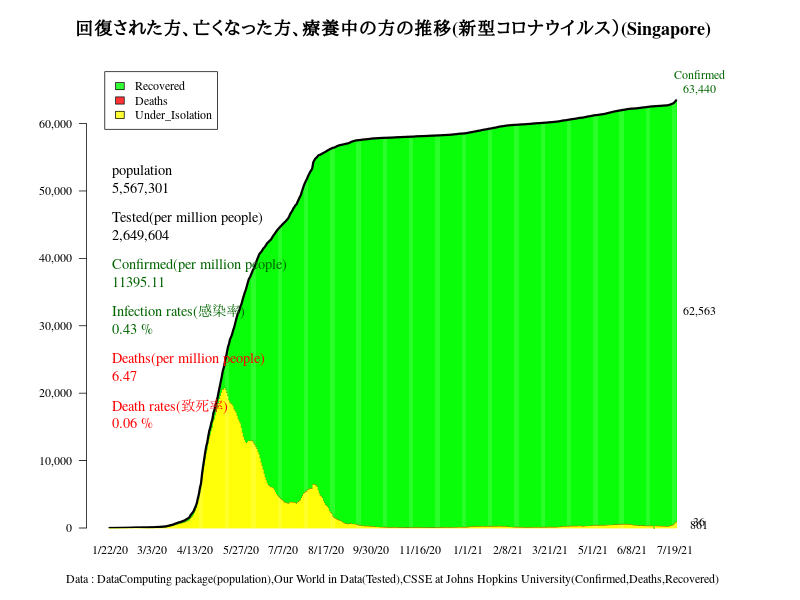 回復された方、亡くなった方、療養中の方の推移(新型コロナウイルス）(Singapore)
Confirmed
63,440
Recovered
Deaths
Under_Isolation
60,000
50,000
40,000
30,000
20,000
10,000
0
population
5,567,301
Tested(per million people)
2,649,604
Confirmed(per million people)
11395.11
Infection rates(感染率)
0.43 %
Deaths(per million people)
6.47
Death rates(致死率)
0.06 %
62,563
36
861
1/22/20 3/3/20 4/13/20 5/27/20 7/7/20 8/17/20 9/30/20 11/16/20 1/1/21 2/8/21 3/21/21 5/1/21 6/8/21 7/19/21
Data : DataComputing package(population),Our World in Data(Tested),CSSE at Johns Hopkins University(Confirmed,Deaths,Recovered)